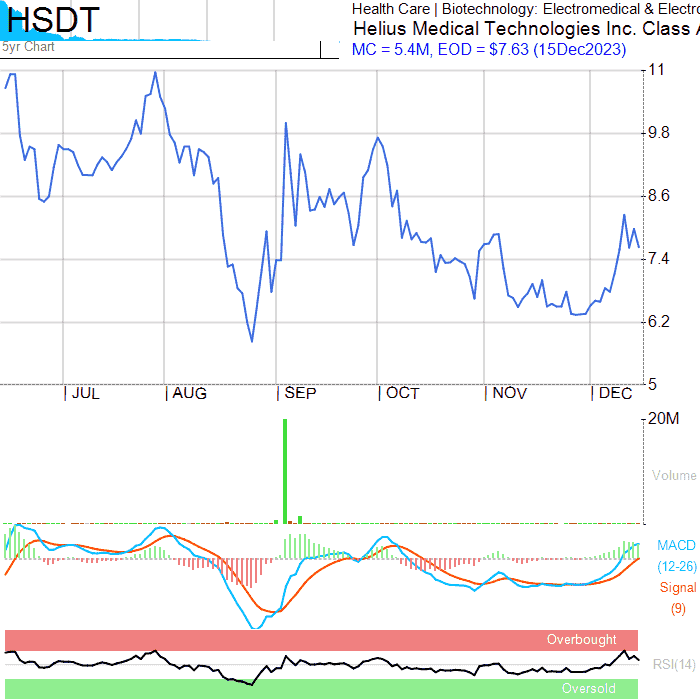 HSDT
5yr Chart
Health Care | Biotechnology: Electromedical & Electro
Helius Medical Technologies Inc. Class A
MC = 5.4M, EOD = $7.63 (15Dec2023)
11
9.8
8.6
7.4
6.2
5
JUL AUG SEP OCT NOV DEC
20M
Volume
MACD
(12-26)
Signal
(9)
Overbought
RSI(14)
Oversold